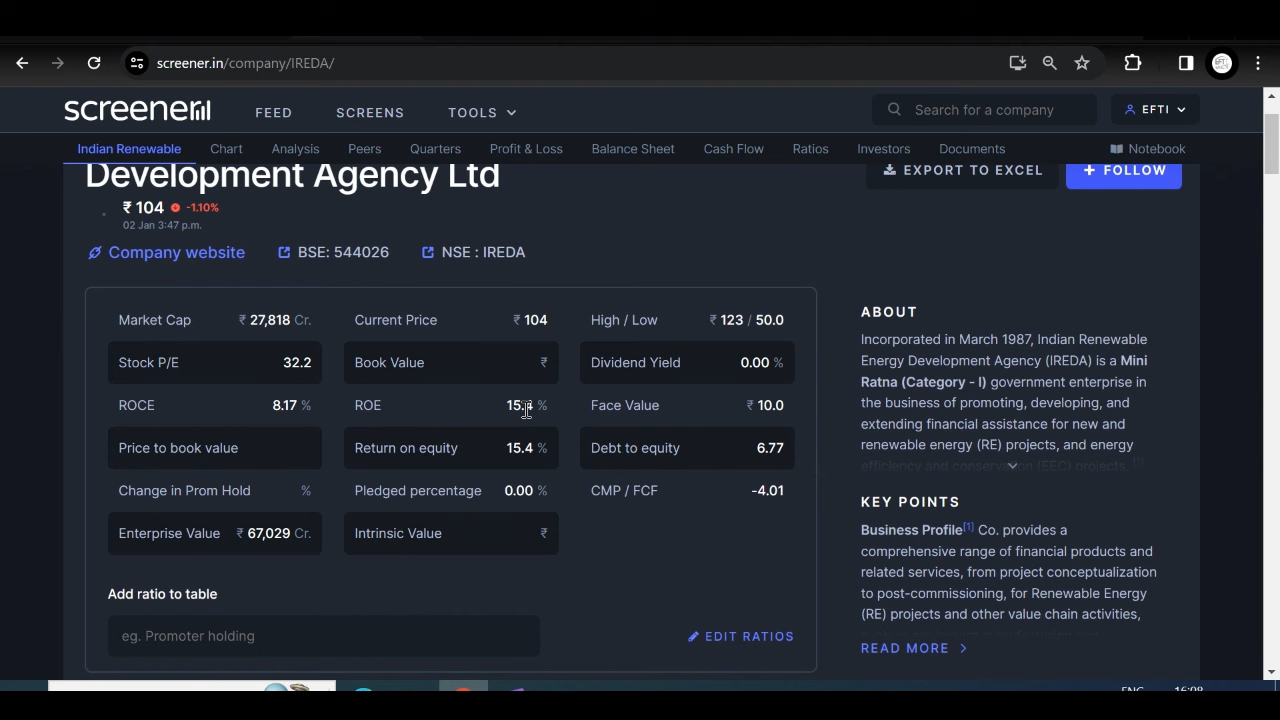 screener.in/company/IREDA/
screener
FEED
SCREENS
TOOLS
Search for a company
EFTI
Indian Renewable
Chart
Analysis
Peers
Quarters
Profit & Loss
Balance Sheet
Cash Flow
Ratios
Investors
Documents
Notebook
Development Agency Ltd
EXPORT TO EXCEL
+ FOLLOW
₹ 104 -1.10%
02 Jan 3:47 p.m.
Company website
BSE: 544026
NSE : IREDA
Market Cap ₹ 27,818 Cr.
Current Price ₹ 104
High / Low ₹ 123 / 50.0
Stock P/E 32.2
Book Value ₹
Dividend Yield 0.00 %
ROCE 8.17 %
ROE %
Face Value ₹ 10.0
Price to book value
Return on equity 15.4 %
Debt to equity 6.77
Change in Prom Hold %
Pledged percentage 0.00 %
CMP / FCF -4.01
Enterprise Value ₹ 67,029 Cr.
Intrinsic Value ₹
Add ratio to table
eg. Promoter holding
EDIT RATIOS
ABOUT
Incorporated in March 1987, Indian Renewable
Energy Development Agency (IREDA) is a Mini
Ratna (Category - I) government enterprise in
the business of promoting, developing, and
extending financial assistance for new and
renewable energy (RE) projects, and energy
efficiency and conservation (EEC) projects. [1]
KEY POINTS
Business Profile[1] Co. provides a
comprehensive range of financial products and
related services, from project conceptualization
to post-commissioning, for Renewable Energy
(RE) projects and other value chain activities,
READ MORE >
ENG 16:08